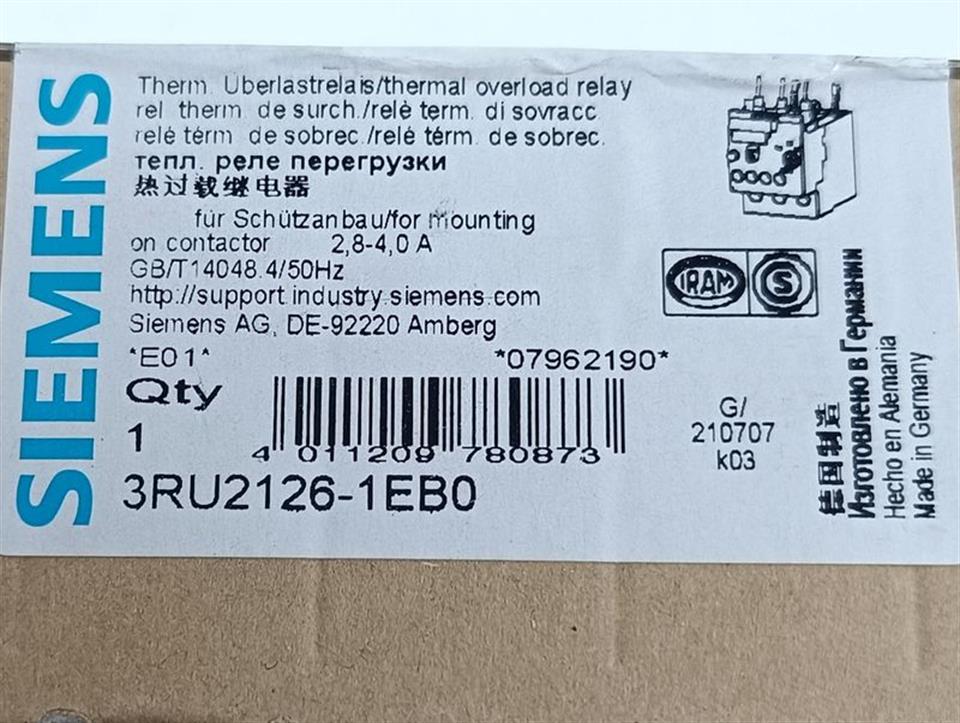 SIEMENS
Therm. Überlastrelais/thermal overload relay
rel therm. de surch./relè term. di sovracc
relé térm. de sobrec./relé térm. de sobrec.
тепл. реле перегрузки
热过载继电器
für Schützanbau/for mounting
on contactor 2,8-4,0 A
GB/T14048.4/50Hz
http://support.industry.siemens.com
Siemens AG, DE-92220 Amberg
*E01* *07962190*
Qty
1
4 011209 780873
3RU2126-1EB0
IRAM S
G/
210707
k03
德国制造
Изготовлено в Германии
Hecho en Alemania
Made in Germany